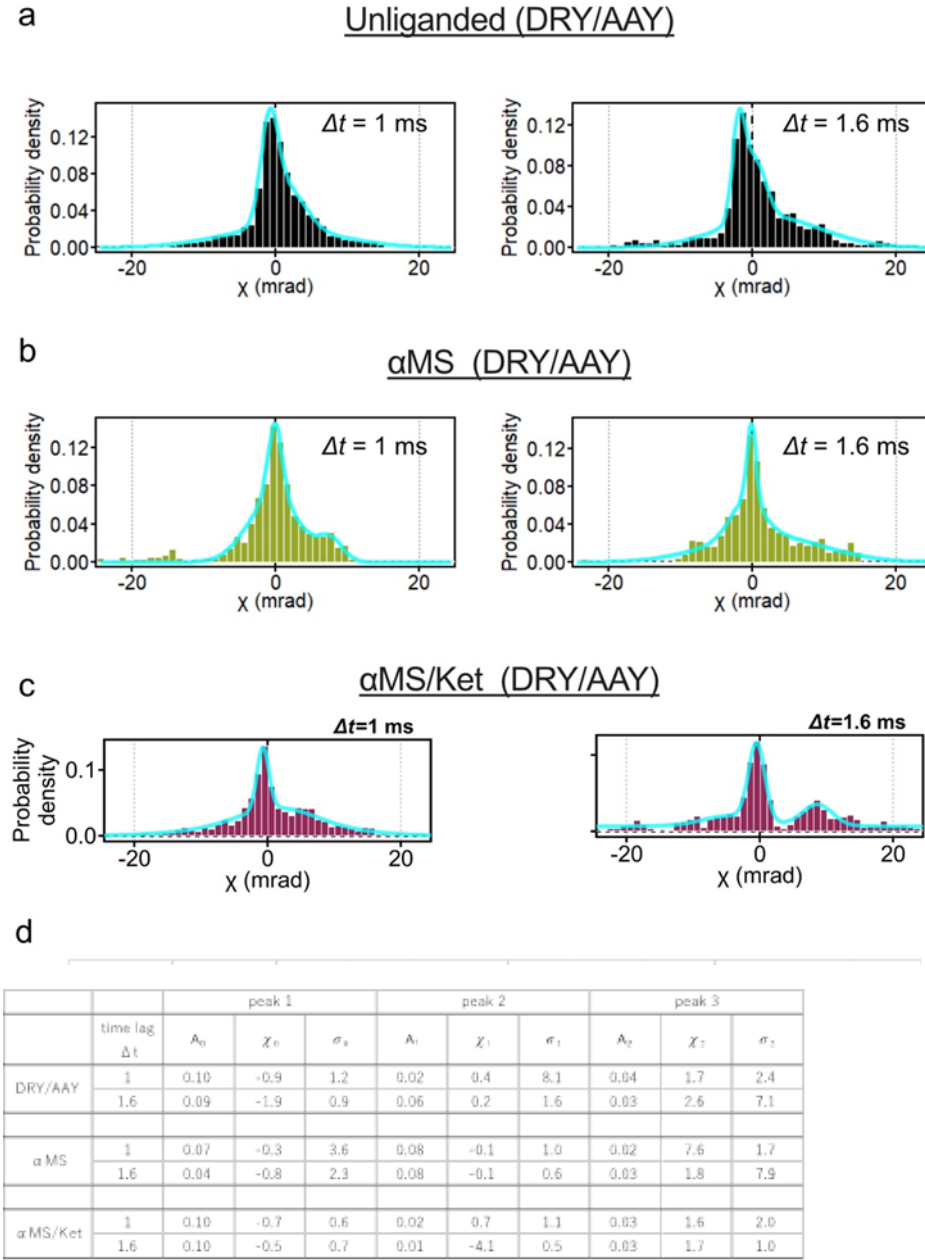 a
Unliganded (DRY/AAY)
Probability density
0.12
0.08
0.04
0.00
Δt = 1 ms
-20 0 20
χ (mrad)
Probability density
0.12
0.08
0.04
0.00
Δt = 1.6 ms
-20 0 20
χ (mrad)
b
αMS (DRY/AAY)
Probability density
0.12
0.08
0.04
0.00
Δt = 1 ms
-20 0 20
χ (mrad)
Probability density
0.12
0.08
0.04
0.00
Δt = 1.6 ms
-20 0 20
χ (mrad)
c
αMS/Ket (DRY/AAY)
Δt=1 ms
Probability
density
0.1
0.0
-20 0 20
χ (mrad)
Δt=1.6 ms
-20 0 20
χ (mrad)
d
peak 1 peak 2 peak 3
time lag
Δt A₀ χ₀ σ₀ A₁ χ₁ σ₁ A₂ χ₂ σ₂
DRY/AAY
1 0.10 -0.9 1.2 0.02 0.4 8.1 0.04 1.7 2.4
1.6 0.09 -1.9 0.9 0.06 0.2 1.6 0.03 2.6 7.1
αMS
1 0.07 -0.3 3.6 0.08 -0.1 1.0 0.02 7.6 1.7
1.6 0.04 -0.8 2.3 0.08 -0.1 0.6 0.03 1.8 7.9
αMS/Ket
1 0.10 -0.7 0.6 0.02 0.7 1.1 0.03 1.6 2.0
1.6 0.10 -0.5 0.7 0.01 -4.1 0.5 0.03 1.7 1.0